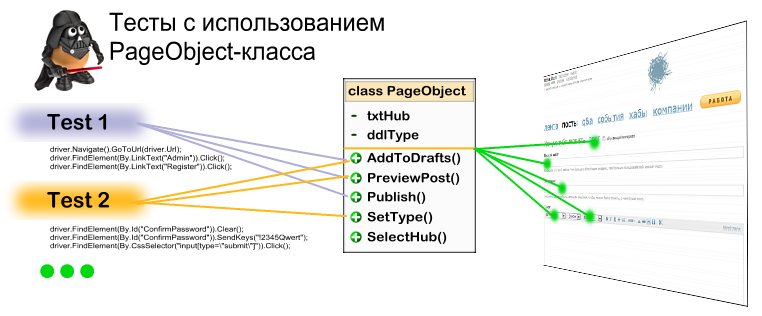 Тесты с использованием
PageObject-класса
Test 1
driver.Navigate().GoToUrl(driver.Url);
driver.FindElement(By.LinkText("Admin")).Click();
driver.FindElement(By.LinkText("Register")).Click();
Test 2
driver.FindElement(By.Id("ConfirmPassword")).Clear();
driver.FindElement(By.Id("ConfirmPassword")).SendKeys("!2345Qwert");
driver.FindElement(By.CssSelector("input[type=\"submit\"]")).Click();
class PageObject
- txtHub
- ddlType
AddToDrafts()
PreviewPost()
Publish()
SetType()
SelectHub()
РАБОТА
лента посты q&a события хабы компании